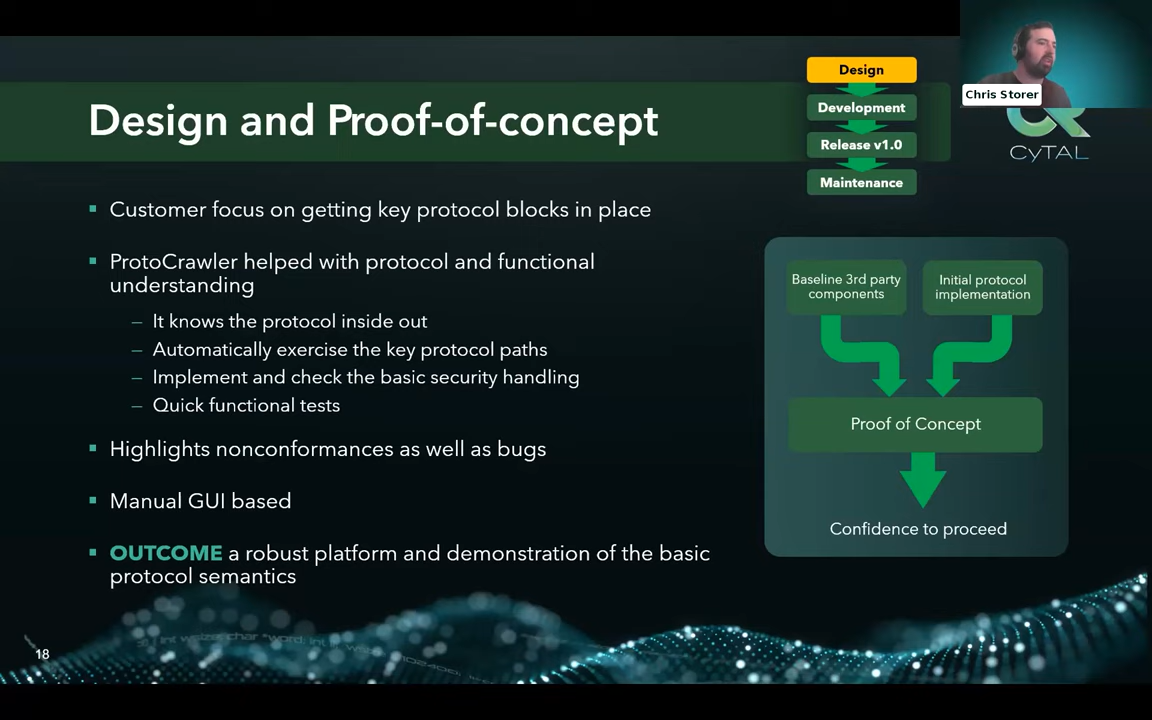 Design
Chris Storer
Development
Design and Proof-of-concept
Release v1.0
CyTAL
Maintenance
▪ Customer focus on getting key protocol blocks in place
▪ ProtoCrawler helped with protocol and functional
understanding
– It knows the protocol inside out
– Automatically exercise the key protocol paths
– Implement and check the basic security handling
– Quick functional tests
▪ Highlights nonconformances as well as bugs
▪ Manual GUI based
▪ OUTCOME a robust platform and demonstration of the basic
protocol semantics
Baseline 3rd party
components
Initial protocol
implementation
Proof of Concept
Confidence to proceed
18